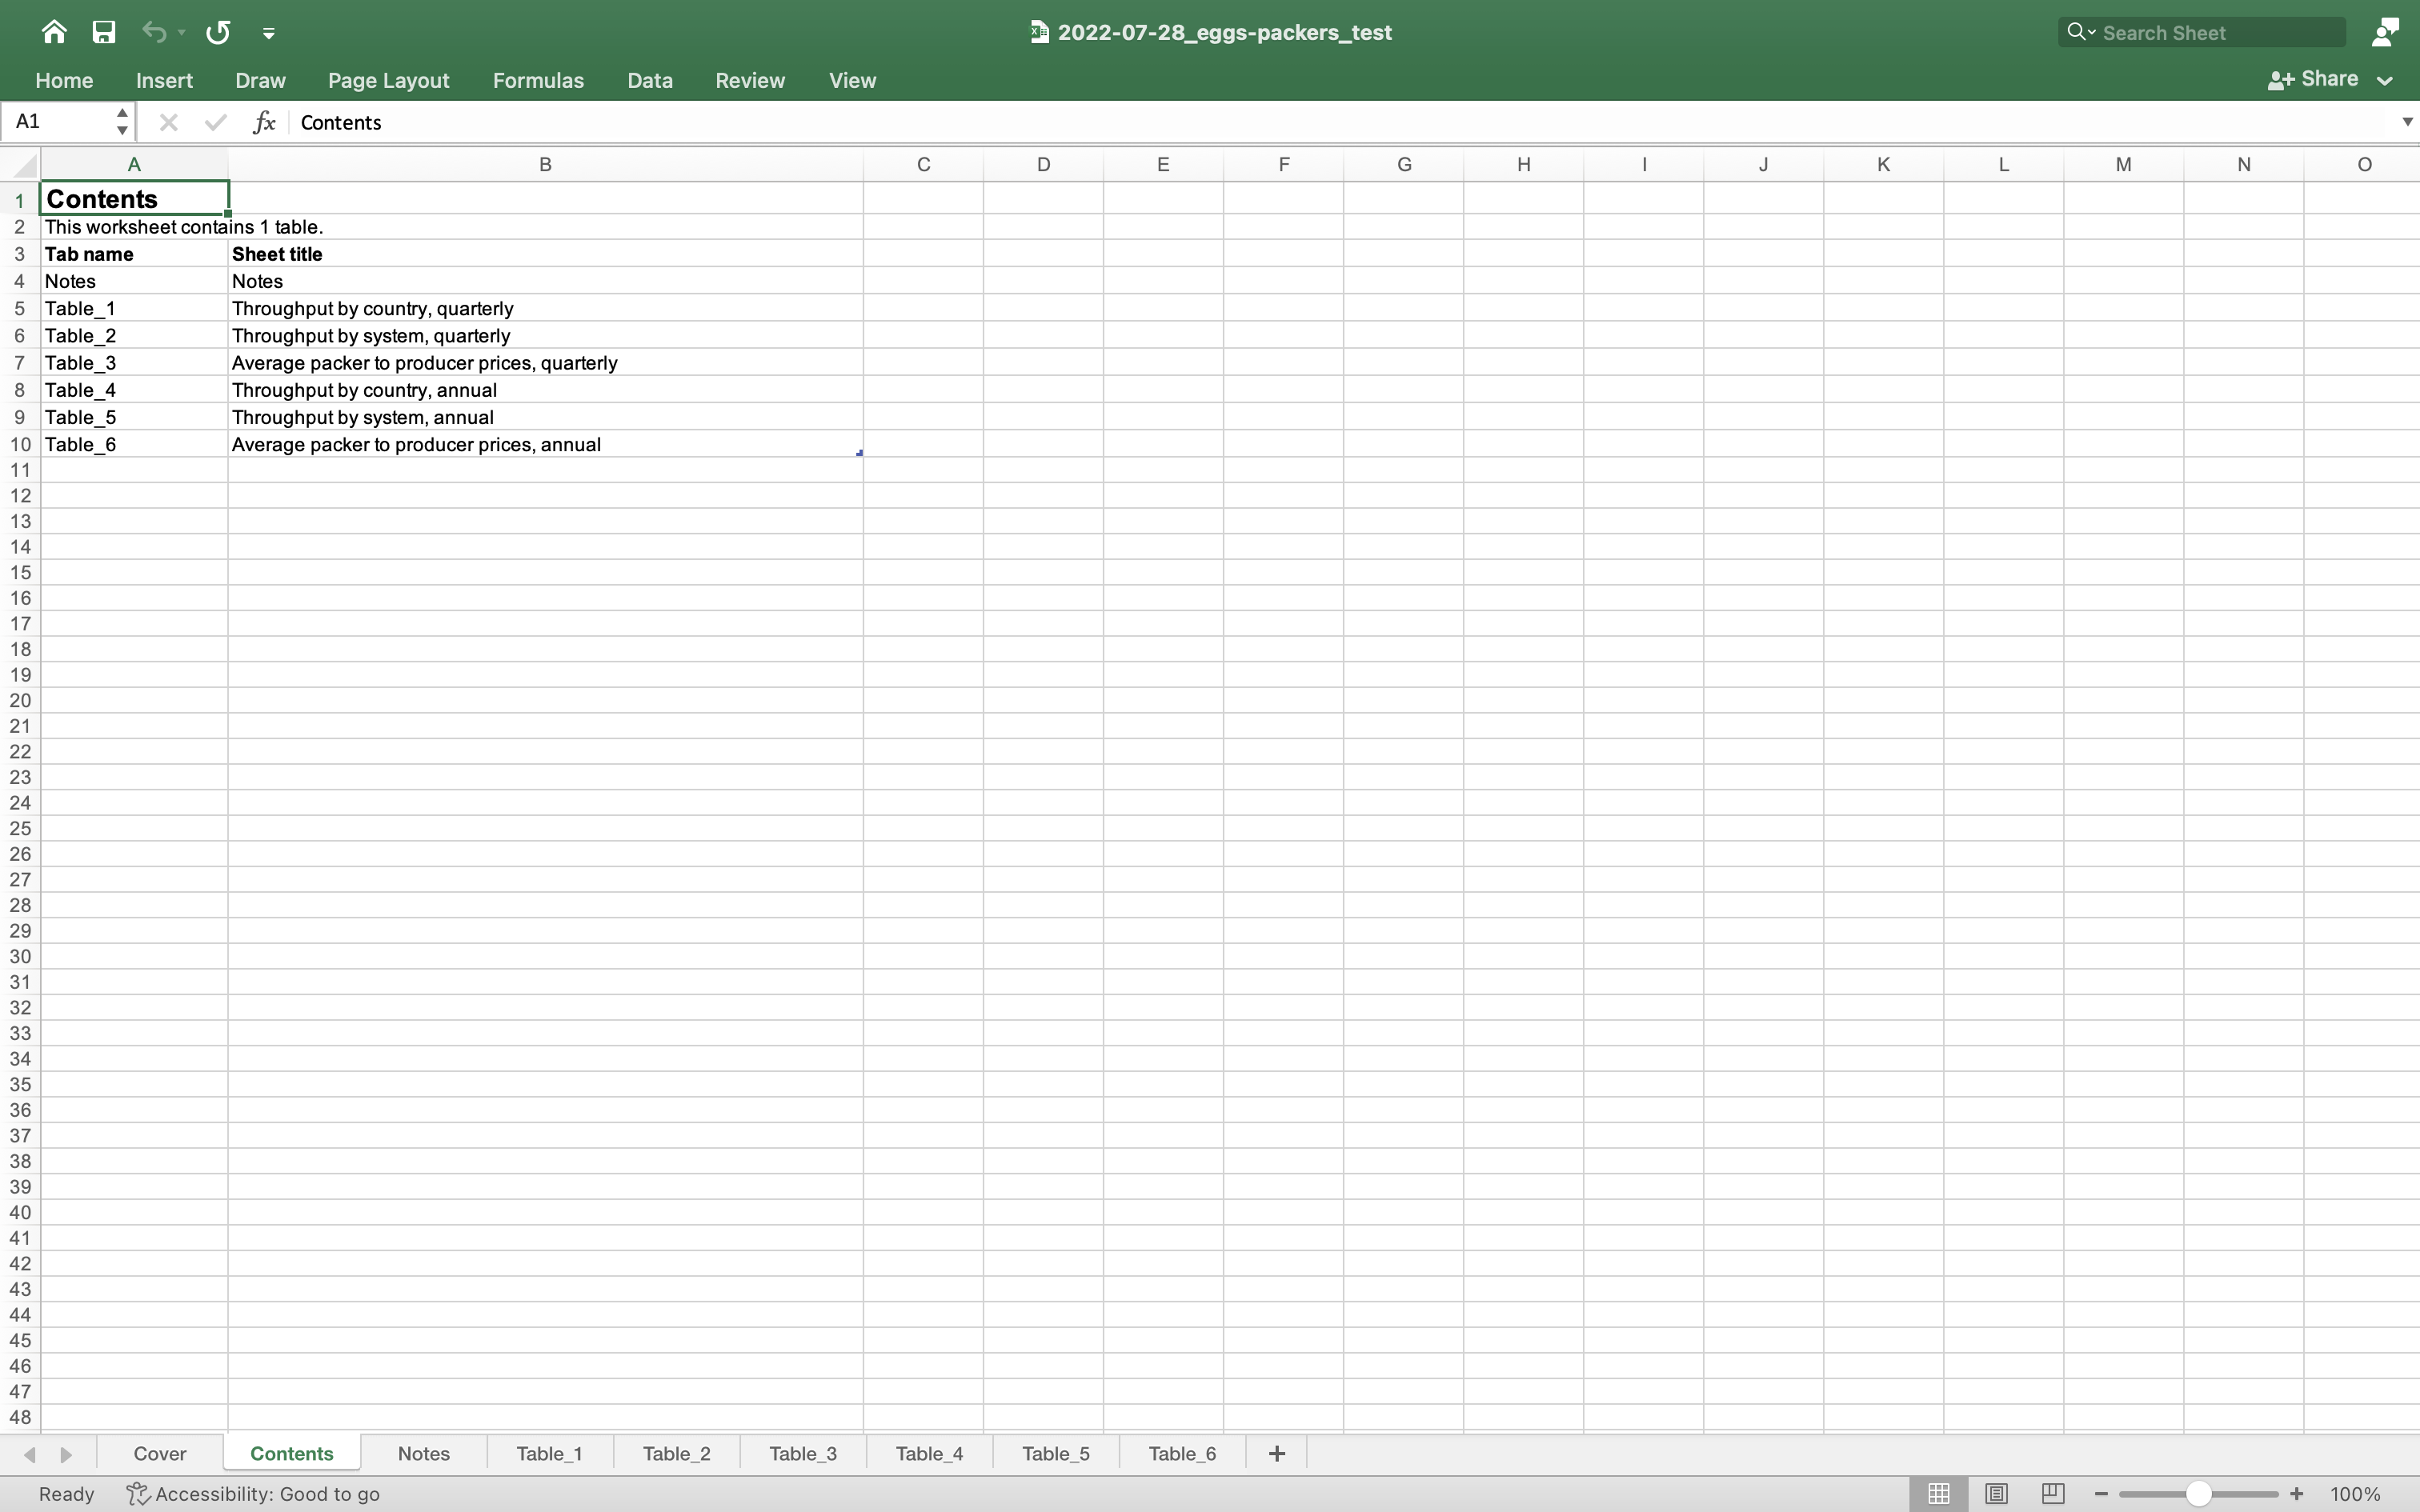 2022-07-28_eggs-packers_test
Search Sheet
Home Insert Draw Page Layout Formulas Data Review View Share
A1 fx Contents
A B C D E F G H I J K L M N O
1 Contents
2 This worksheet contains 1 table.
3 Tab name Sheet title
4 Notes Notes
5 Table_1 Throughput by country, quarterly
6 Table_2 Throughput by system, quarterly
7 Table_3 Average packer to producer prices, quarterly
8 Table_4 Throughput by country, annual
9 Table_5 Throughput by system, annual
10 Table_6 Average packer to producer prices, annual
11
12
13
14
15
16
17
18
19
20
21
22
23
24
25
26
27
28
29
30
31
32
33
34
35
36
37
38
39
40
41
42
43
44
45
46
47
48
Cover Contents Notes Table_1 Table_2 Table_3 Table_4 Table_5 Table_6 +
Ready Accessibility: Good to go − + 100%